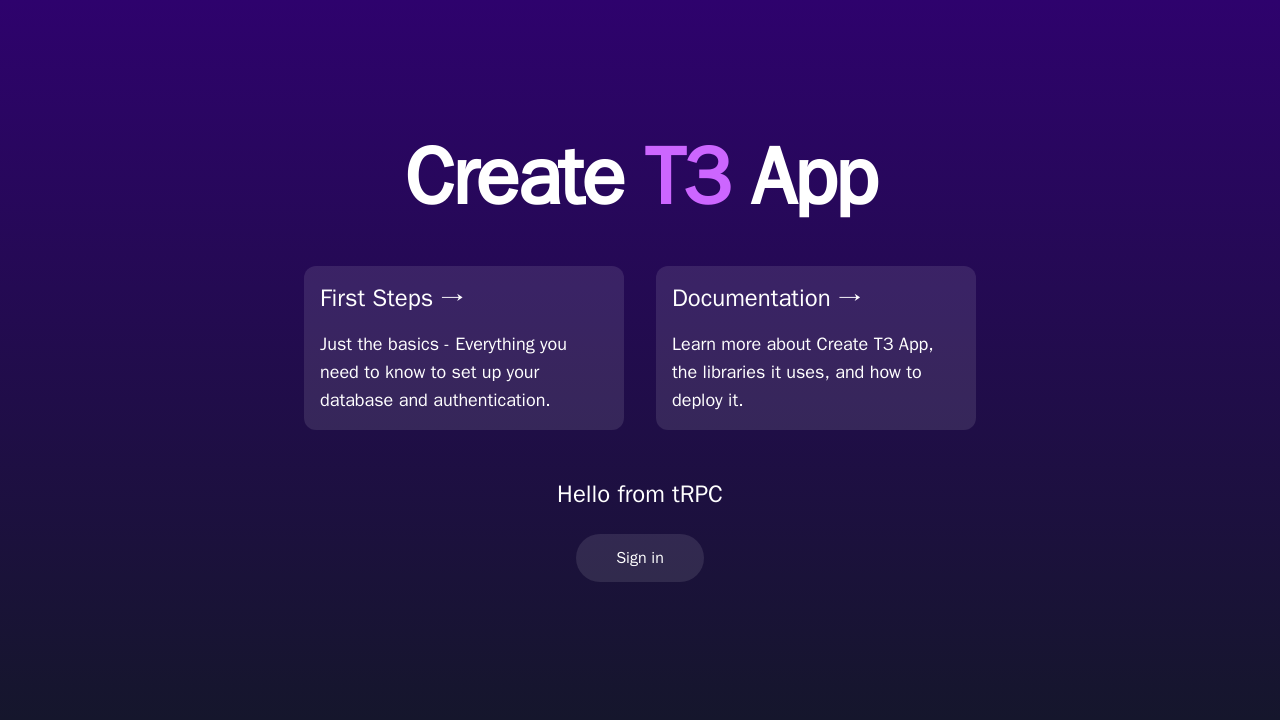 Create T3 App
First Steps →
Just the basics - Everything you
need to know to set up your
database and authentication.
Documentation →
Learn more about Create T3 App,
the libraries it uses, and how to
deploy it.
Hello from tRPC
Sign in